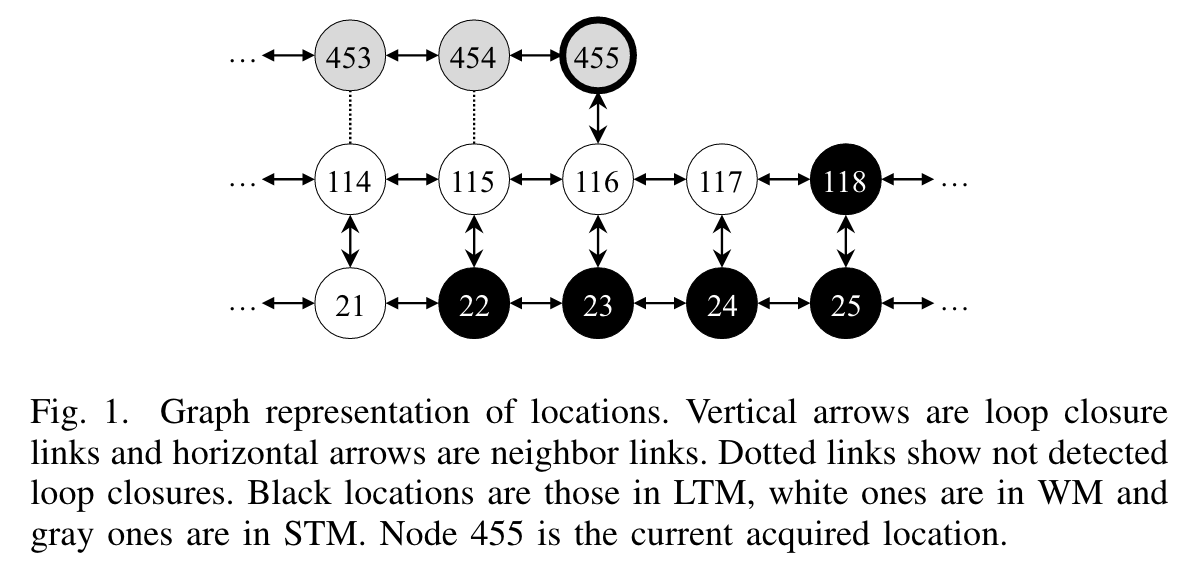 ... 453 454 455
... 114 115 116 117 118 ...
... 21 22 23 24 25 ...
Fig. 1. Graph representation of locations. Vertical arrows are loop closure
links and horizontal arrows are neighbor links. Dotted links show not detected
loop closures. Black locations are those in LTM, white ones are in WM and
gray ones are in STM. Node 455 is the current acquired location.